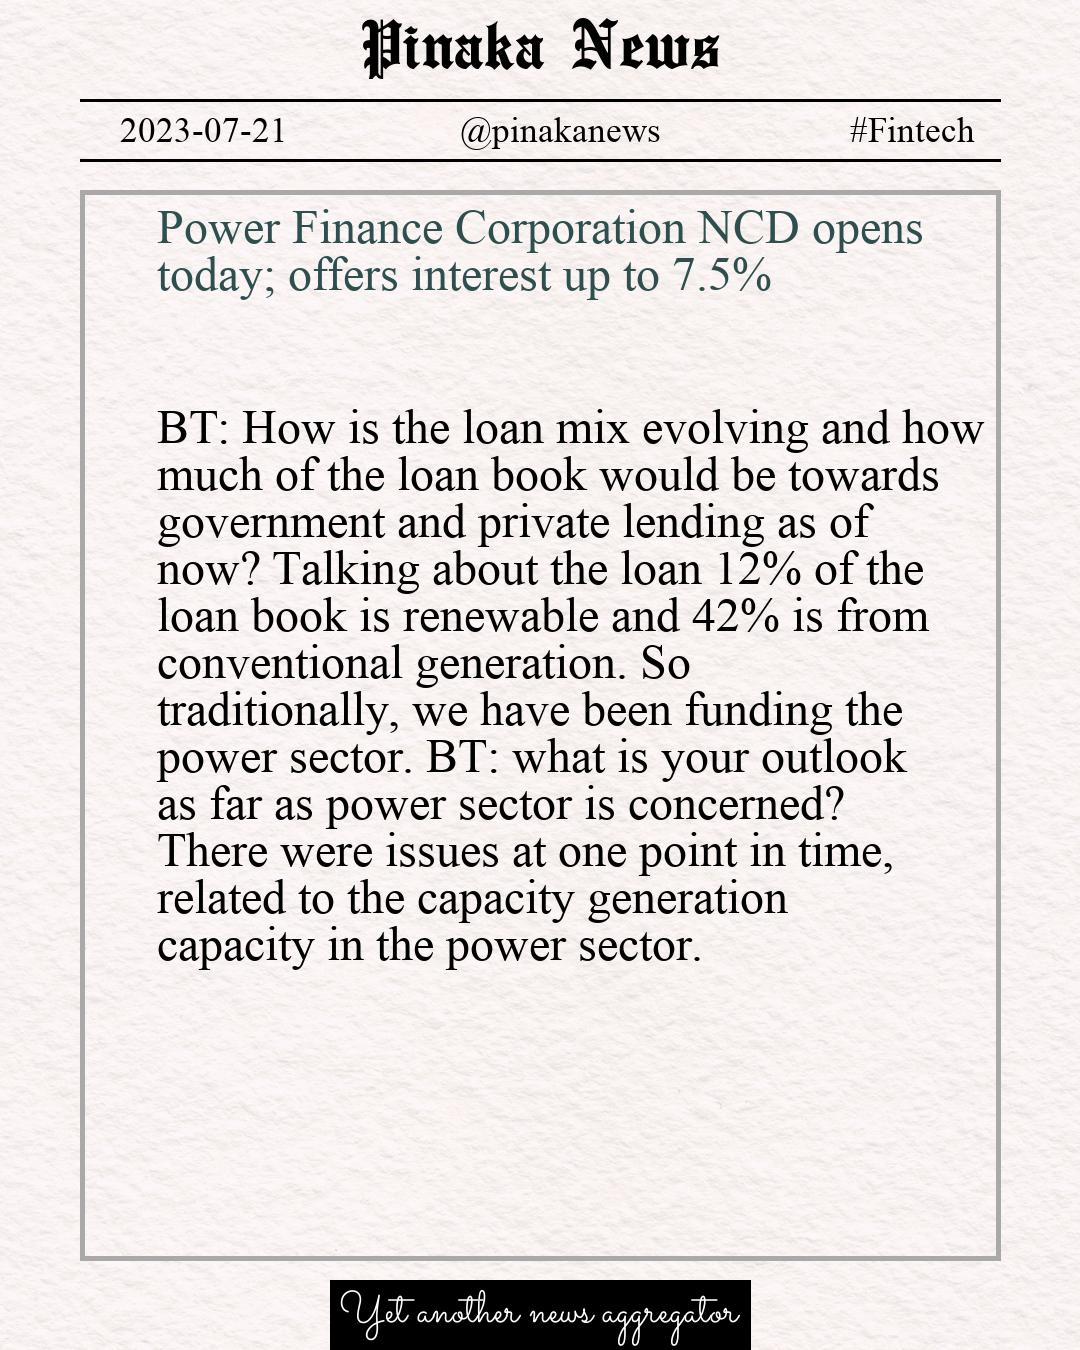 Pinaka News
2023-07-21 @pinakanews #Fintech
Power Finance Corporation NCD opens
today; offers interest up to 7.5%
BT: How is the loan mix evolving and how
much of the loan book would be towards
government and private lending as of
now? Talking about the loan 12% of the
loan book is renewable and 42% is from
conventional generation. So
traditionally, we have been funding the
power sector. BT: what is your outlook
as far as power sector is concerned?
There were issues at one point in time,
related to the capacity generation
capacity in the power sector.
Yet another news aggregator